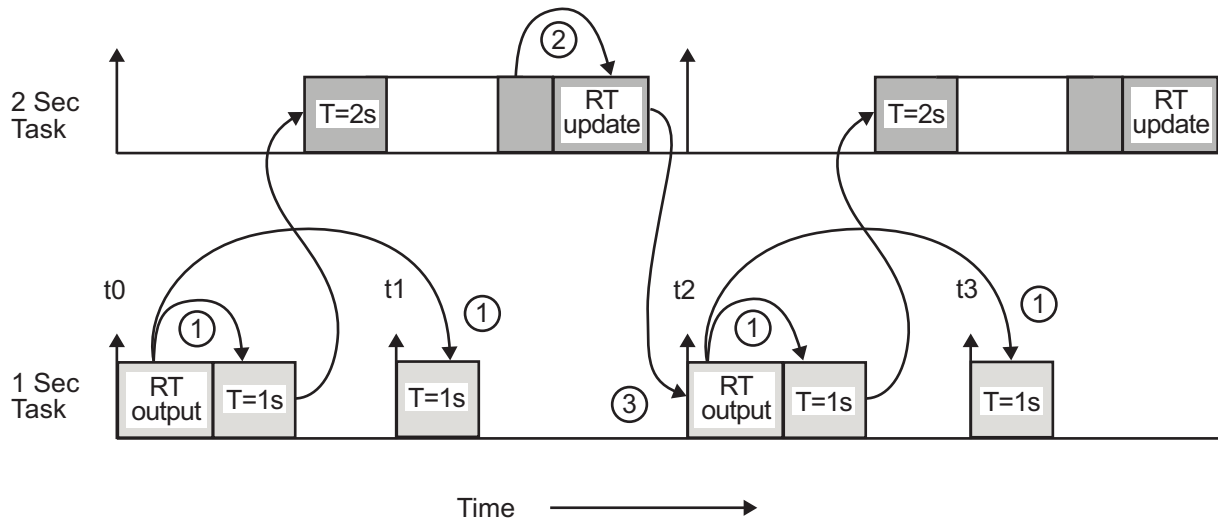 2
2 Sec
Task
T=2s
RT
update
T=2s
RT
update
t0
t1
t2
t3
1
1
1
1
1 Sec
Task
RT
output
T=1s
T=1s
3
RT
output
T=1s
T=1s
Time